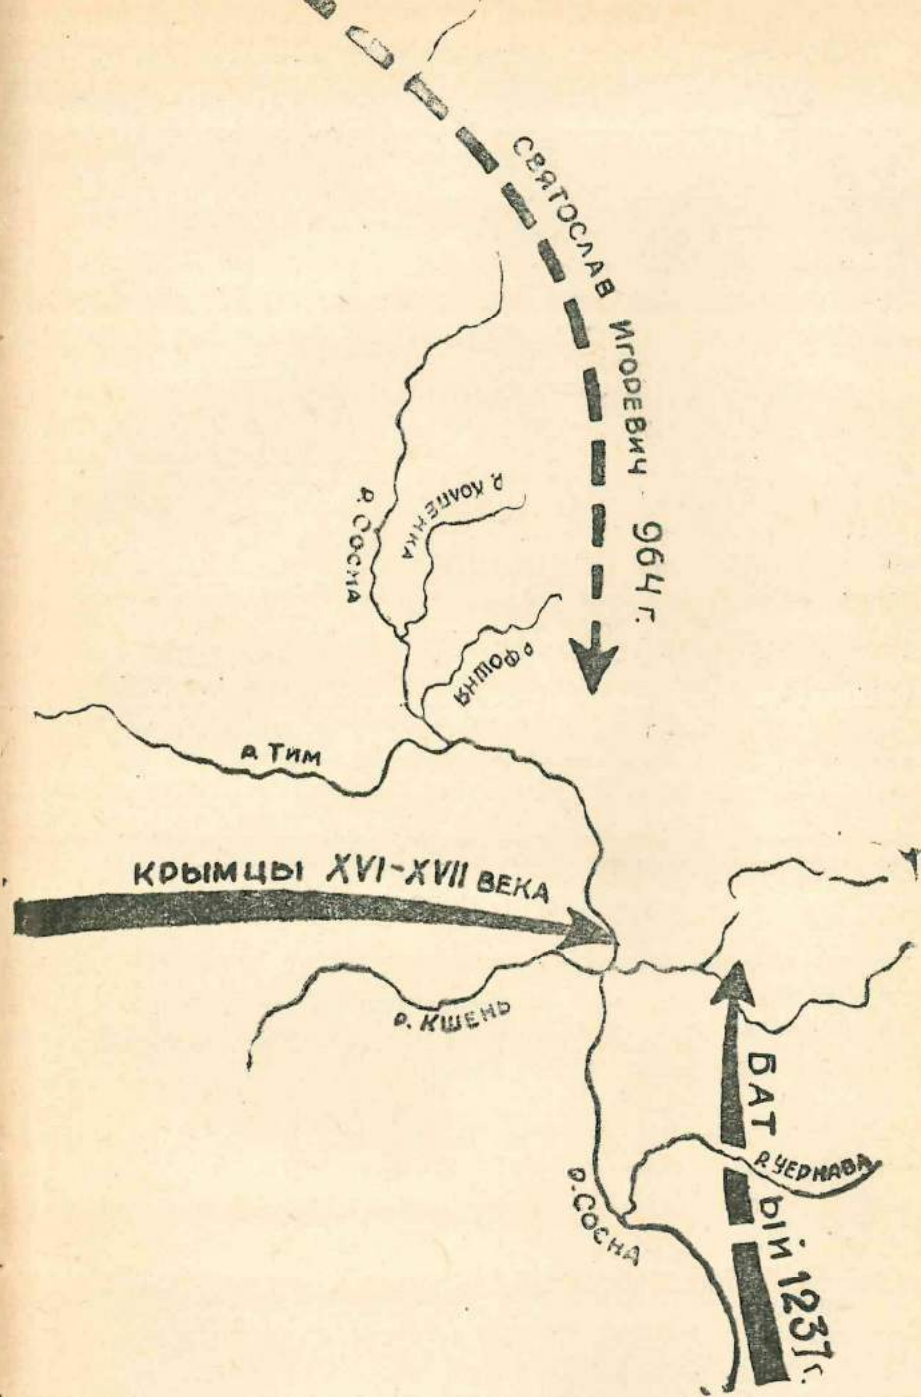 СВЯТОСЛАВ ИГОРЕВИЧ 964 г.
р. Сосна
р. КОЛПЕНКА
ФОШНЯ
р. Тим
КРЫМЦЫ XVI-XVII ВЕКА
р. КШЕНЬ
БАТЫЙ 1237 г.
р. ЧЕРНАВА
р. СОСНА